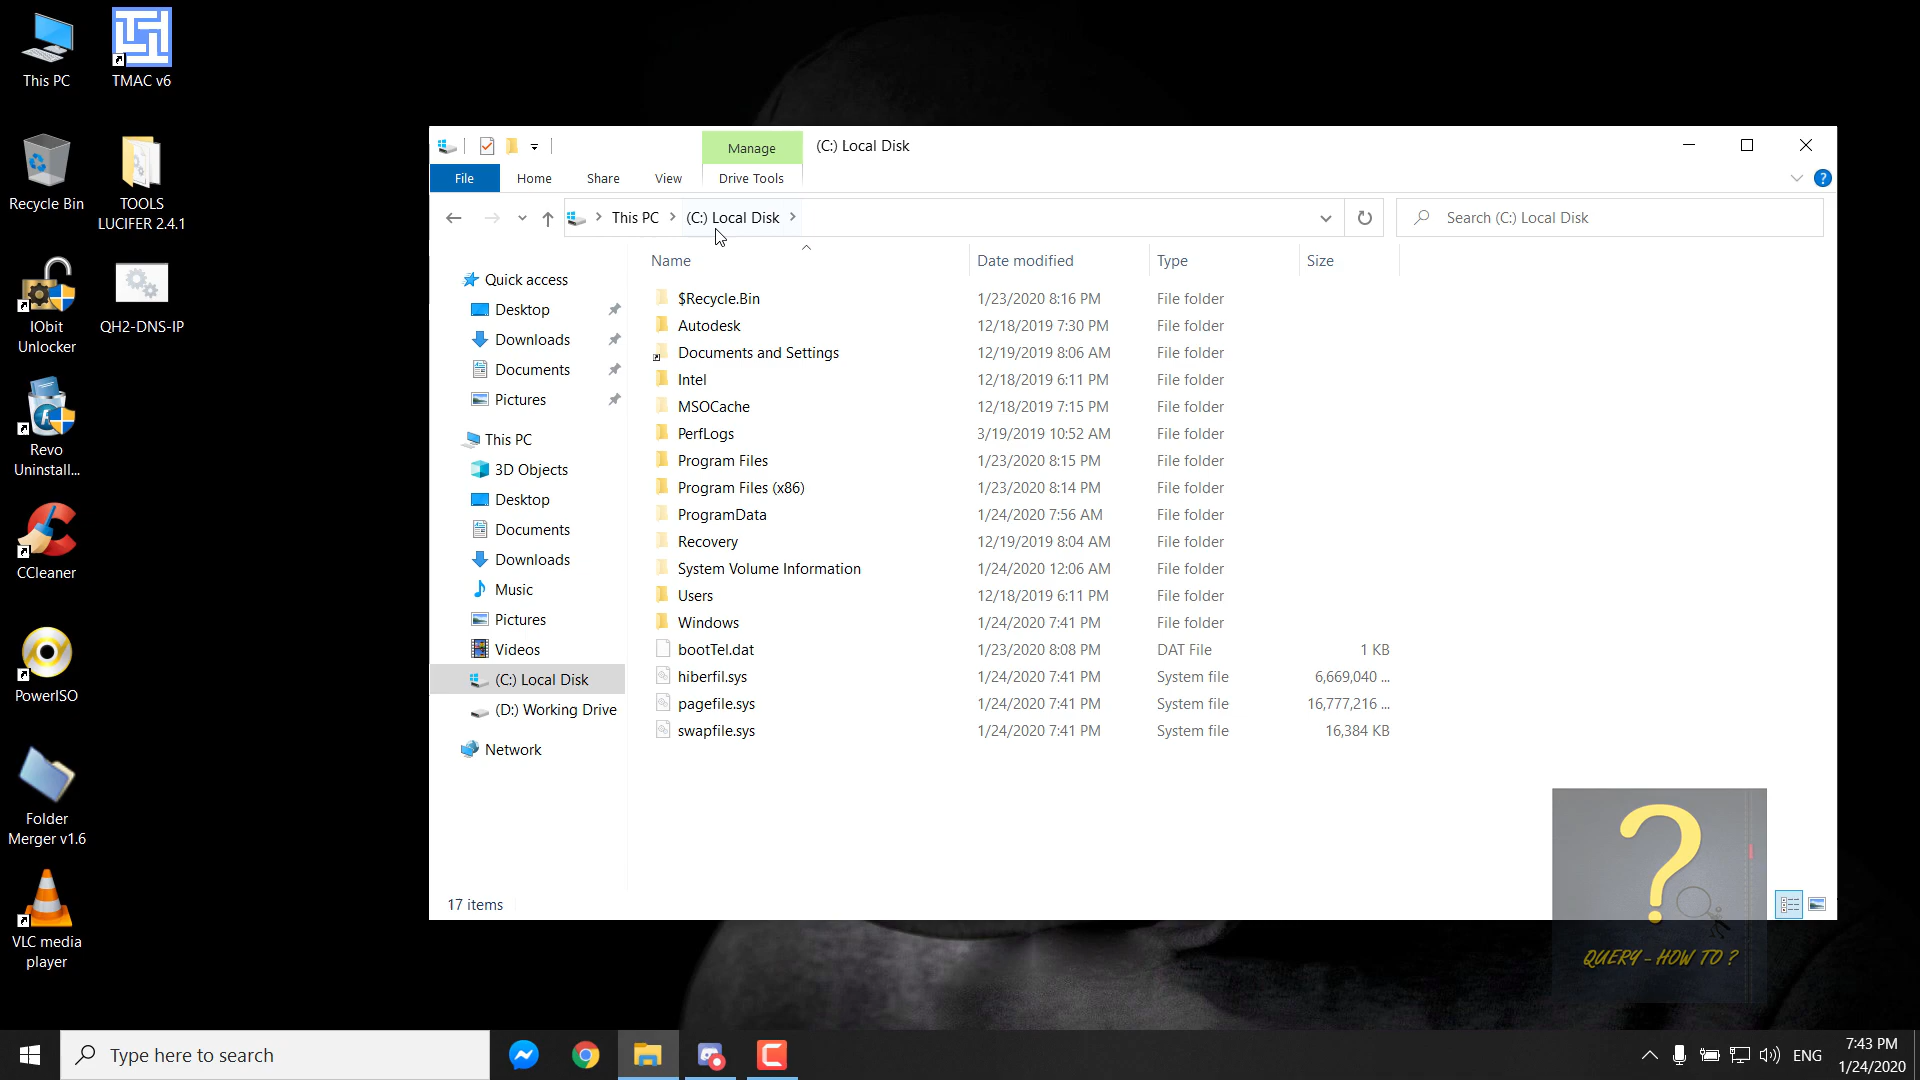 This PC
TMAC v6
Recycle Bin
TOOLS
LUCIFER 2.4.1
IObit
Unlocker
QH2-DNS-IP
Revo
Uninstall...
CCleaner
PowerISO
Folder
Merger v1.6
VLC media
player
Manage
(C:) Local Disk
File
Home
Share
View
Drive Tools
This PC
(C:) Local Disk
Search (C:) Local Disk
Name
Date modified
Type
Size
Quick access
Desktop
Downloads
Documents
Pictures
This PC
3D Objects
Desktop
Documents
Downloads
Music
Pictures
Videos
(C:) Local Disk
(D:) Working Drive
Network
$Recycle.Bin 1/23/2020 8:16 PM File folder
Autodesk 12/18/2019 7:30 PM File folder
Documents and Settings 12/19/2019 8:06 AM File folder
Intel 12/18/2019 6:11 PM File folder
MSOCache 12/18/2019 7:15 PM File folder
PerfLogs 3/19/2019 10:52 AM File folder
Program Files 1/23/2020 8:15 PM File folder
Program Files (x86) 1/23/2020 8:14 PM File folder
ProgramData 1/24/2020 7:56 AM File folder
Recovery 12/19/2019 8:04 AM File folder
System Volume Information 1/24/2020 12:06 AM File folder
Users 12/18/2019 6:11 PM File folder
Windows 1/24/2020 7:41 PM File folder
bootTel.dat 1/23/2020 8:08 PM DAT File 1 KB
hiberfil.sys 1/24/2020 7:41 PM System file 6,669,040 ...
pagefile.sys 1/24/2020 7:41 PM System file 16,777,216 ...
swapfile.sys 1/24/2020 7:41 PM System file 16,384 KB
17 items
?
QUERY - HOW TO ?
Type here to search
ENG
7:43 PM
1/24/2020